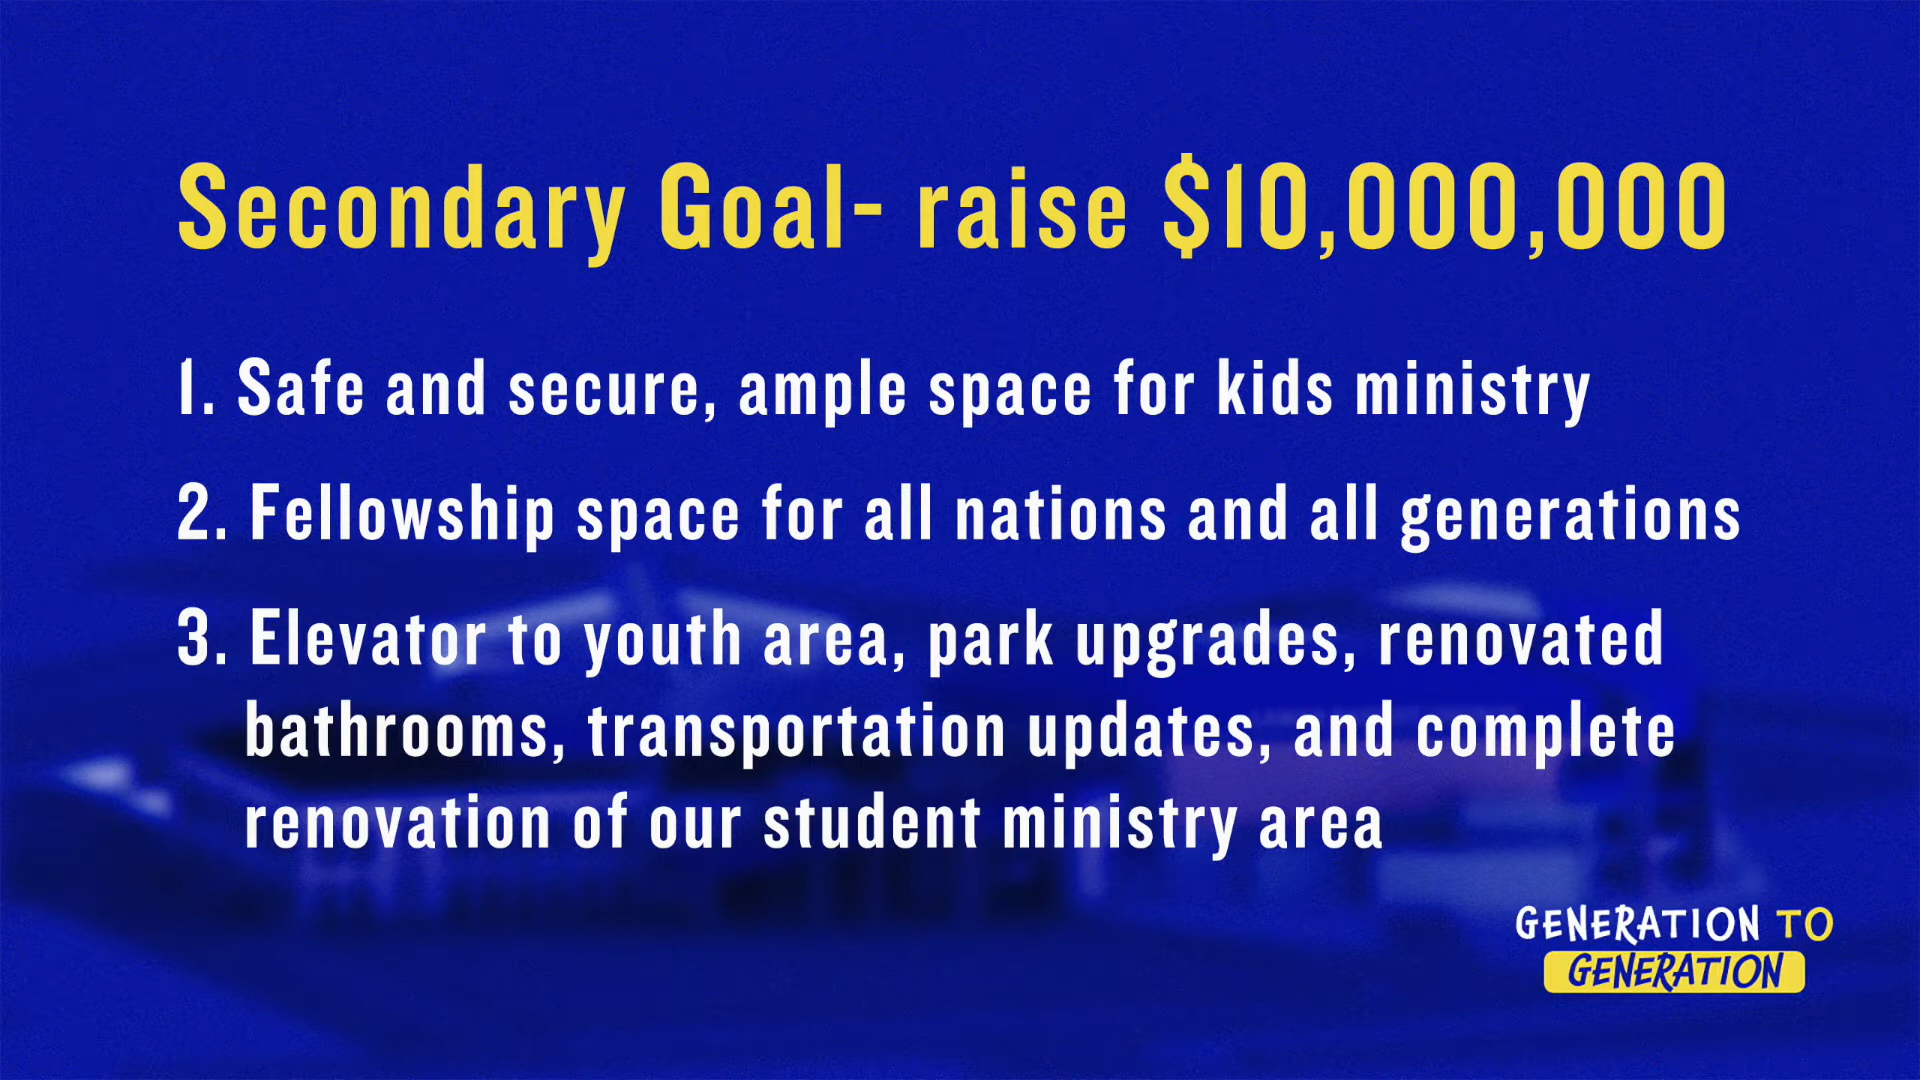 Secondary Goal- raise $10,000,000
1. Safe and secure, ample space for kids ministry
2. Fellowship space for all nations and all generations
3. Elevator to youth area, park upgrades, renovated
bathrooms, transportation updates, and complete
renovation of our student ministry area
GENERATION TO
GENERATION